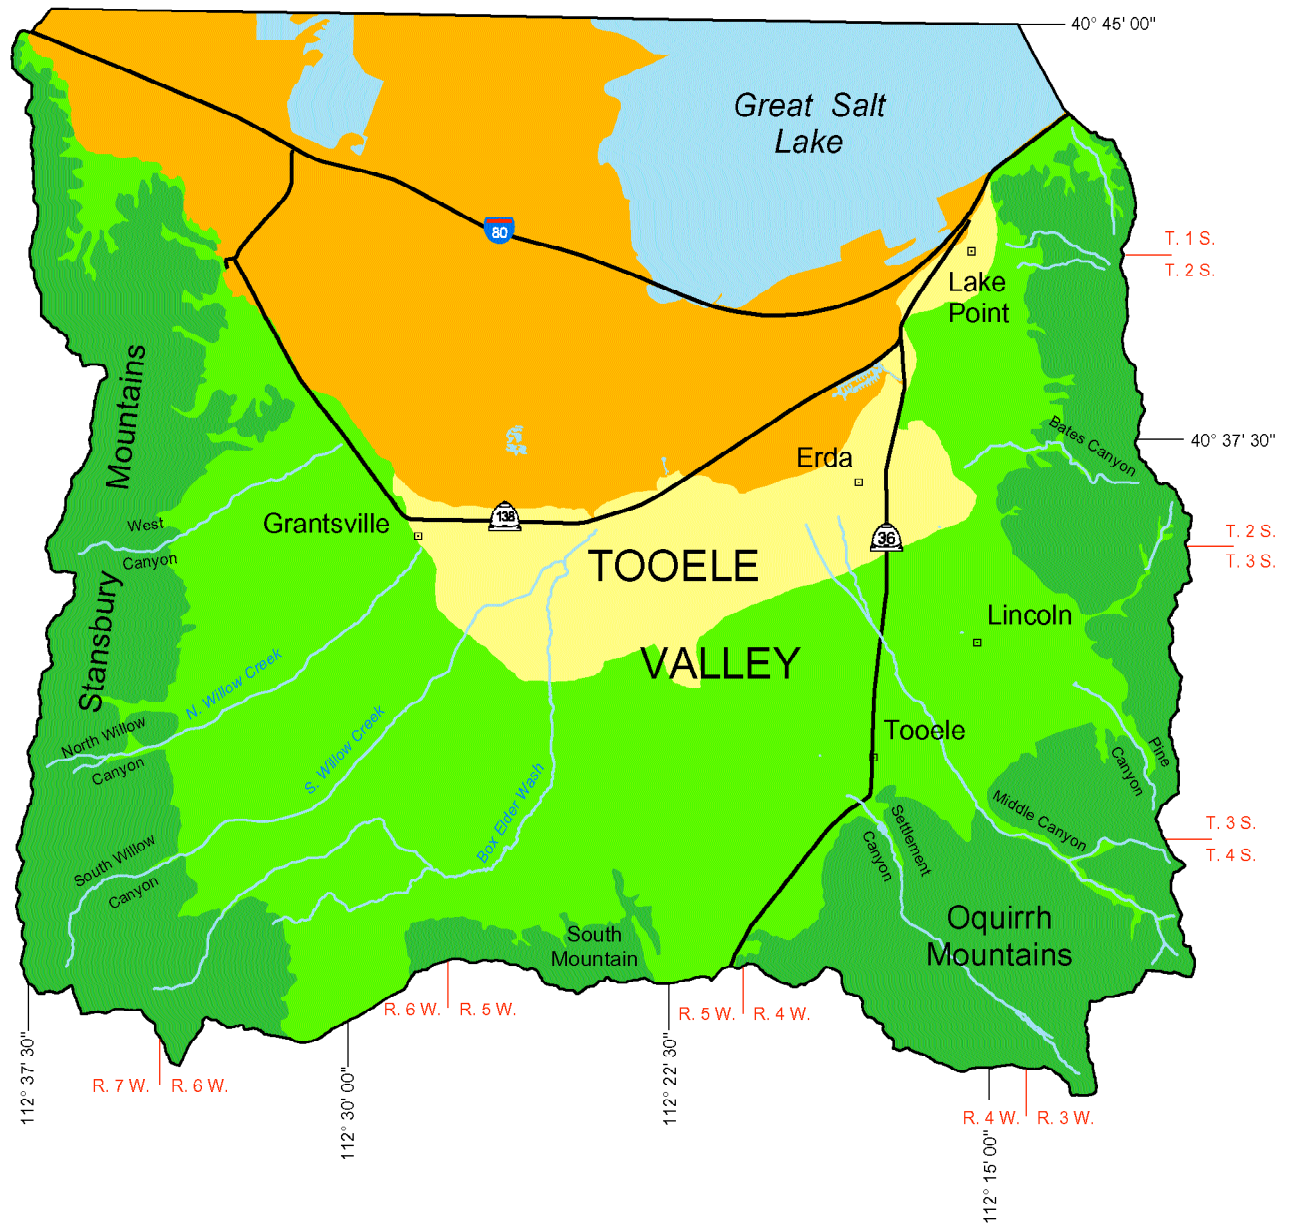 40° 45' 00"
Great Salt
Lake
80
T. 1 S.
T. 2 S.
Lake
Point
Mountains
Stansbury
40° 37' 30"
Bates Canyon
Erda
West
Canyon
Grantsville
138
36
TOOELE
VALLEY
T. 2 S.
T. 3 S.
Lincoln
N. Willow Creek
North Willow
Canyon
S. Willow Creek
Tooele
Pine
Canyon
Box Elder Wash
Middle Canyon
Settlement
Canyon
T. 3 S.
T. 4 S.
South Willow
Canyon
South
Mountain
Oquirrh
Mountains
R. 6 W.
R. 5 W.
R. 5 W.
R. 4 W.
R. 7 W.
R. 6 W.
R. 4 W.
R. 3 W.
112° 37' 30"
112° 30' 00"
112° 22' 30"
112° 15' 00"